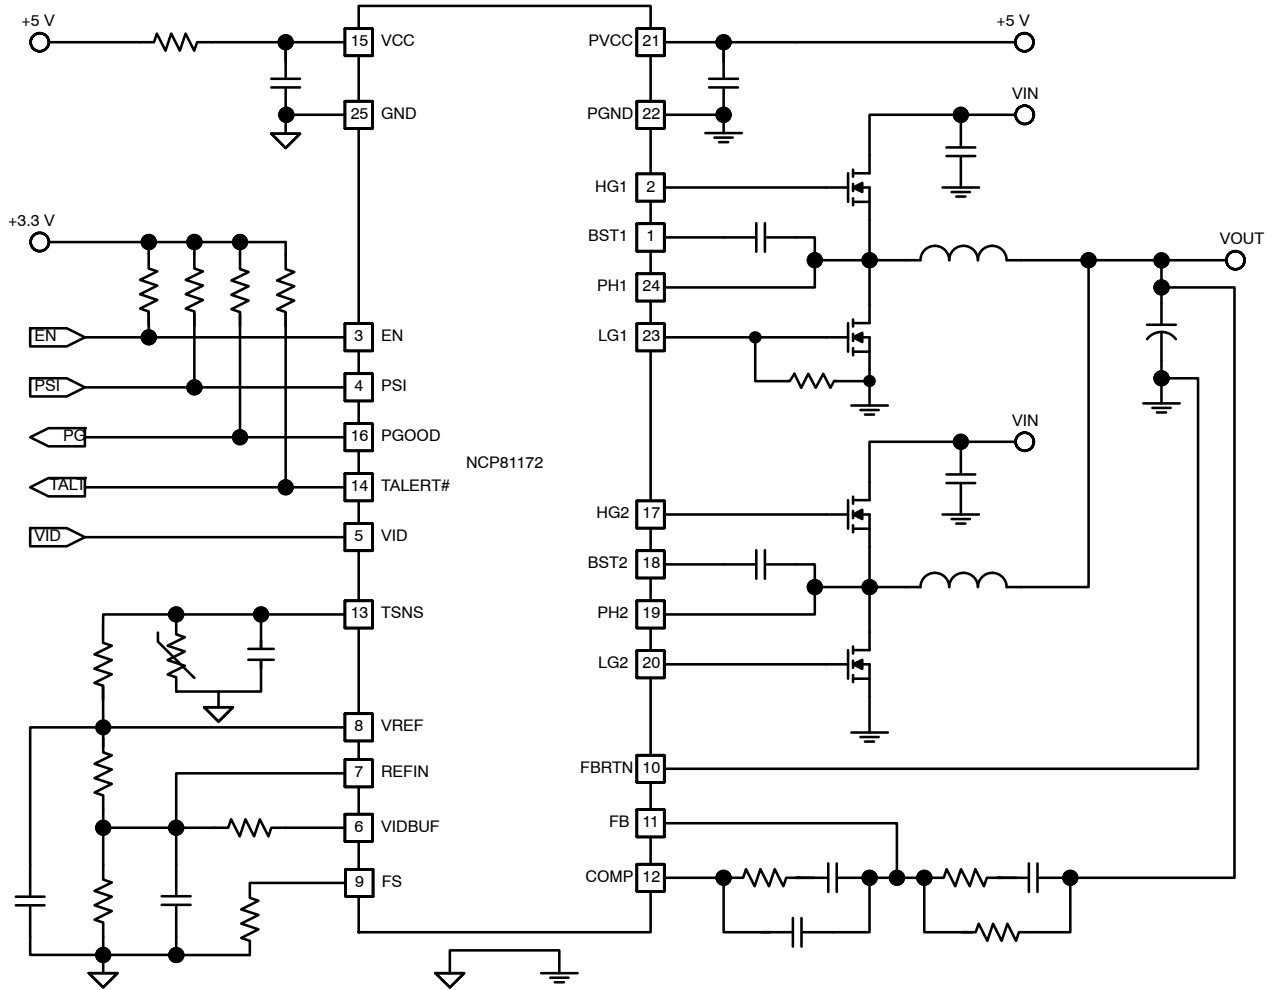 +5 V
15 VCC
25 GND
+3.3 V
EN 3 EN
PSI 4 PSI
PG 16 PGOOD
TALT 14 TALERT#
VID 5 VID
13 TSNS
8 VREF
7 REFIN
6 VIDBUF
9 FS
NCP81172
PVCC 21 +5 V
PGND 22
VIN
HG1 2
BST1 1
PH1 24
VOUT
LG1 23
VIN
HG2 17
BST2 18
PH2 19
LG2 20
FBRTN 10
FB 11
COMP 12